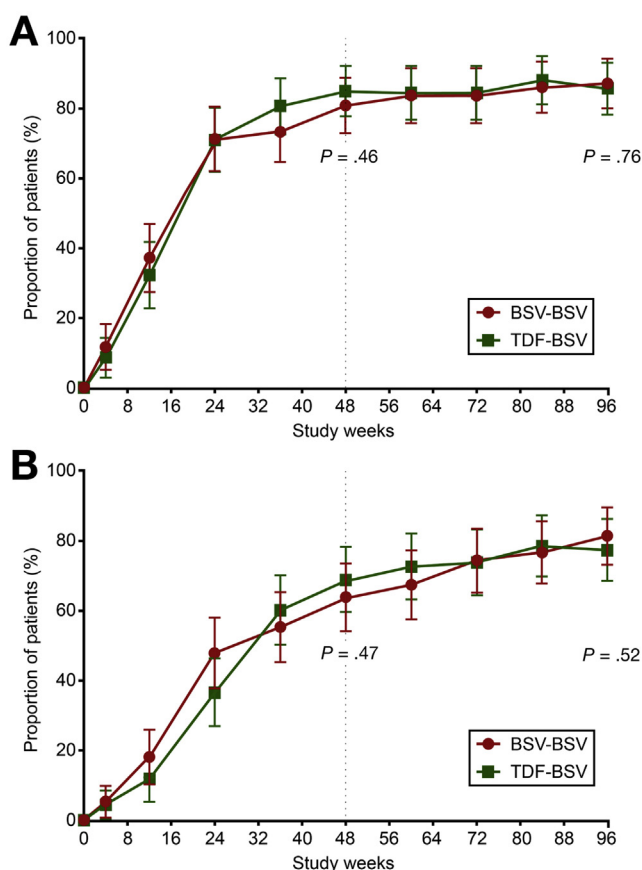 A
Proportion of patients (%)
100
80
60
40
20
0
P = .46
P = .76
BSV-BSV
TDF-BSV
0 8 16 24 32 40 48 56 64 72 80 88 96
Study weeks
B
Proportion of patients (%)
100
80
60
40
20
0
P = .47
P = .52
BSV-BSV
TDF-BSV
0 8 16 24 32 40 48 56 64 72 80 88 96
Study weeks